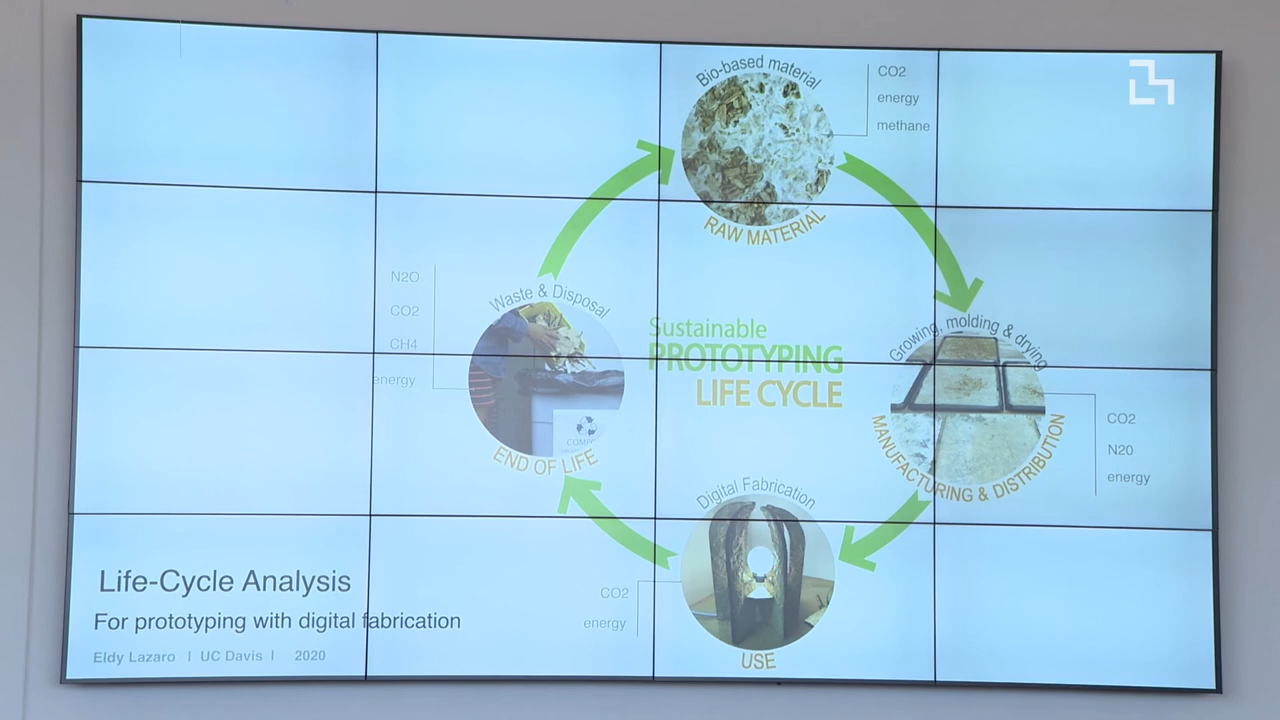 Bio-based material
CO2
energy
methane
RAW MATERIAL
Growing, molding & drying
MANUFACTURING & DISTRIBUTION
CO2
N20
energy
Digital Fabrication
CO2
energy
USE
Waste & Disposal
N2O
CO2
CH4
energy
END OF LIFE
Sustainable
PROTOTYPING
LIFE CYCLE
Life-Cycle Analysis
For prototyping with digital fabrication
Eldy Lazaro | UC Davis | 2020